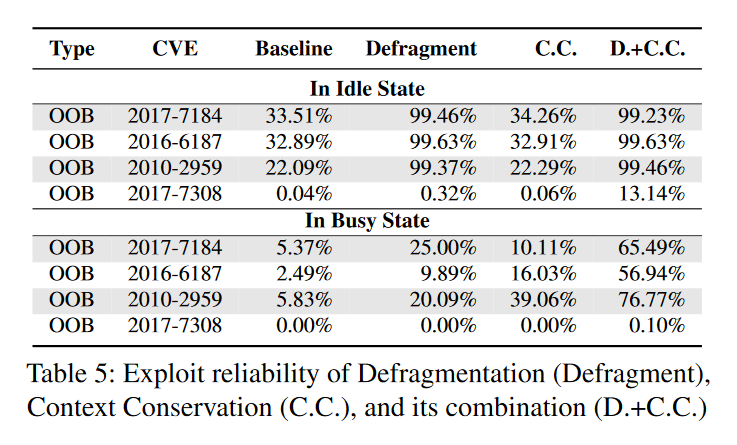 Type CVE Baseline Defragment C.C. D.+C.C.
In Idle State
OOB 2017-7184 33.51% 99.46% 34.26% 99.23%
OOB 2016-6187 32.89% 99.63% 32.91% 99.63%
OOB 2010-2959 22.09% 99.37% 22.29% 99.46%
OOB 2017-7308 0.04% 0.32% 0.06% 13.14%
In Busy State
OOB 2017-7184 5.37% 25.00% 10.11% 65.49%
OOB 2016-6187 2.49% 9.89% 16.03% 56.94%
OOB 2010-2959 5.83% 20.09% 39.06% 76.77%
OOB 2017-7308 0.00% 0.00% 0.00% 0.10%
Table 5: Exploit reliability of Defragmentation (Defragment),
Context Conservation (C.C.), and its combination (D.+C.C.)